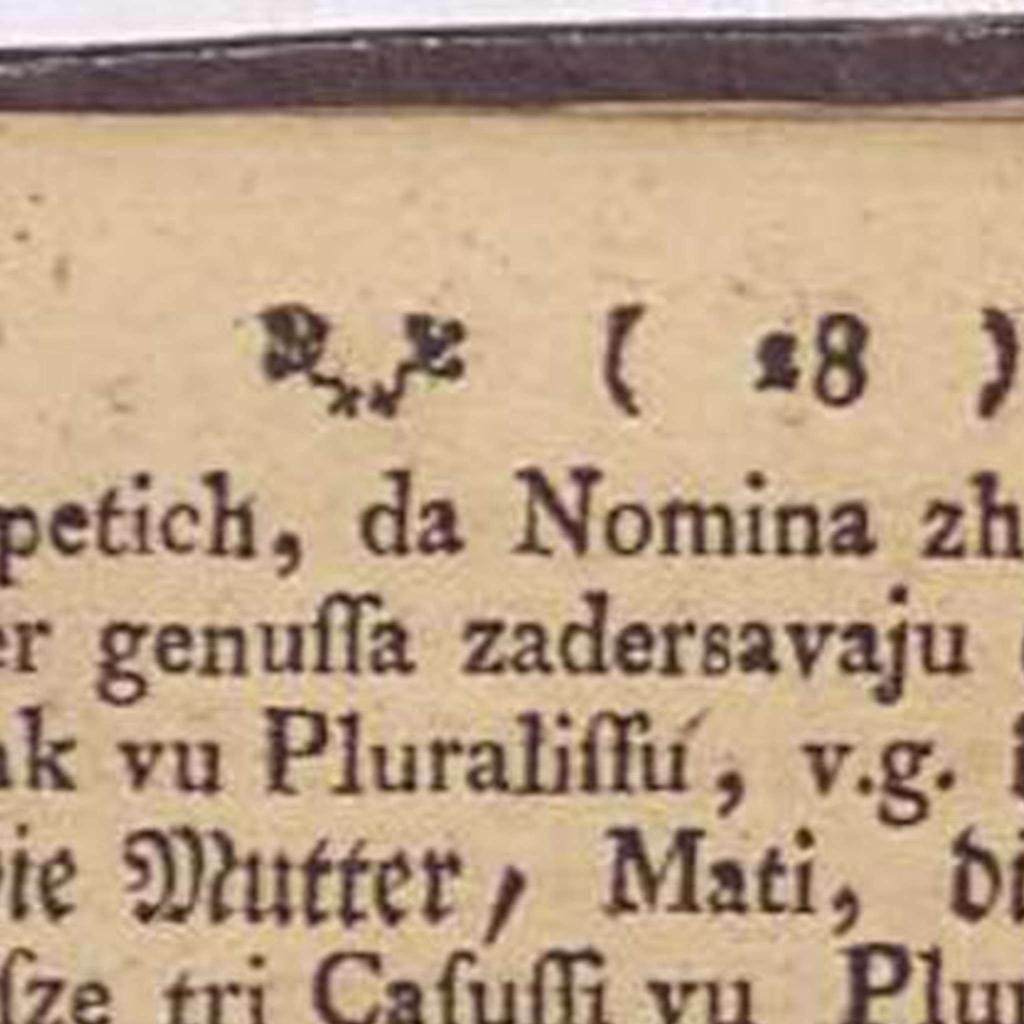 ( 28 )
petich, da Nomina zh
er genuſſa zadersavaju
ak vu Pluraliſſu, v.g.
ie Mutter, Mati, di
ſze tri Caſuſſi vu Plur